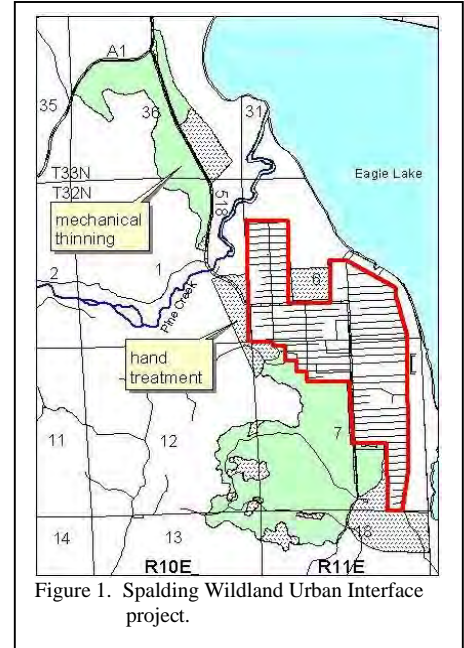 A1
35
36
31
T33N
T32N
Eagle Lake
mechanical
thinning
518
2
1
6
Pine Creek
hand
treatment
11
12
7
14
13
18
R10E
R11E
Figure 1.  Spalding Wildland Urban Interface
project.